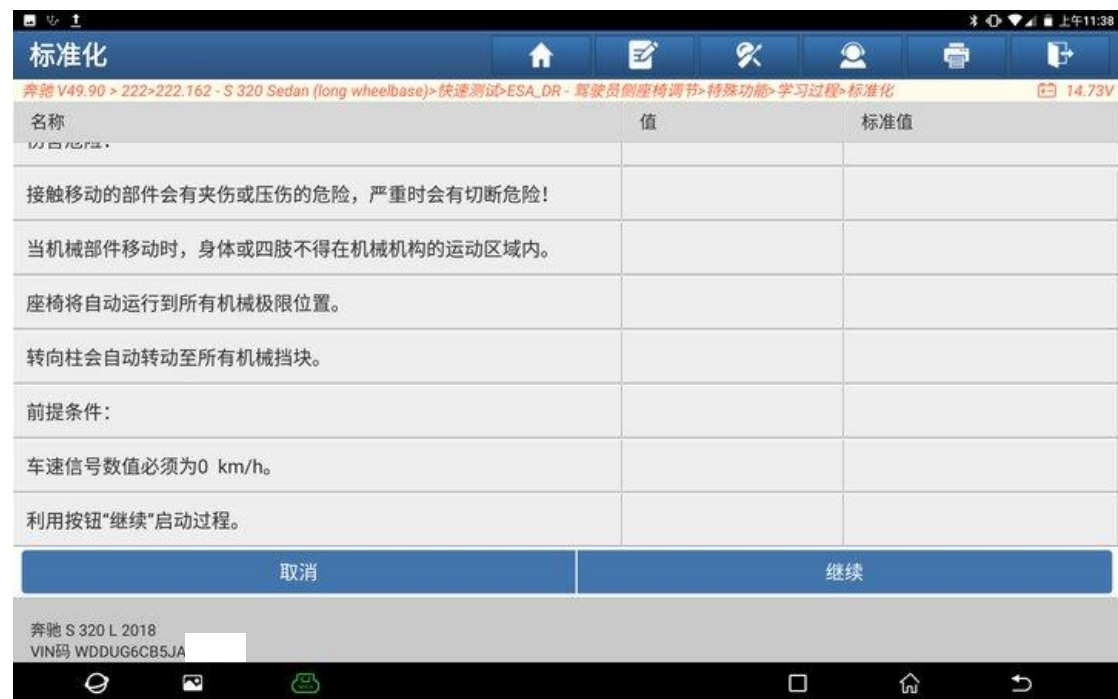 上午11:38
标准化
奔驰 V49.90 > 222>222.162 - S 320 Sedan (long wheelbase)>快速测试>ESA_DR - 驾驶员侧座椅调节>特殊功能>学习过程>标准化
14.73V
名称 值 标准值
伤害危险：
接触移动的部件会有夹伤或压伤的危险，严重时会有切断危险！
当机械部件移动时，身体或四肢不得在机械机构的运动区域内。
座椅将自动运行到所有机械极限位置。
转向柱会自动转动至所有机械挡块。
前提条件：
车速信号数值必须为0 km/h。
利用按钮“继续”启动过程。
取消 继续
奔驰 S 320 L 2018
VIN码 WDDUG6CB5JA